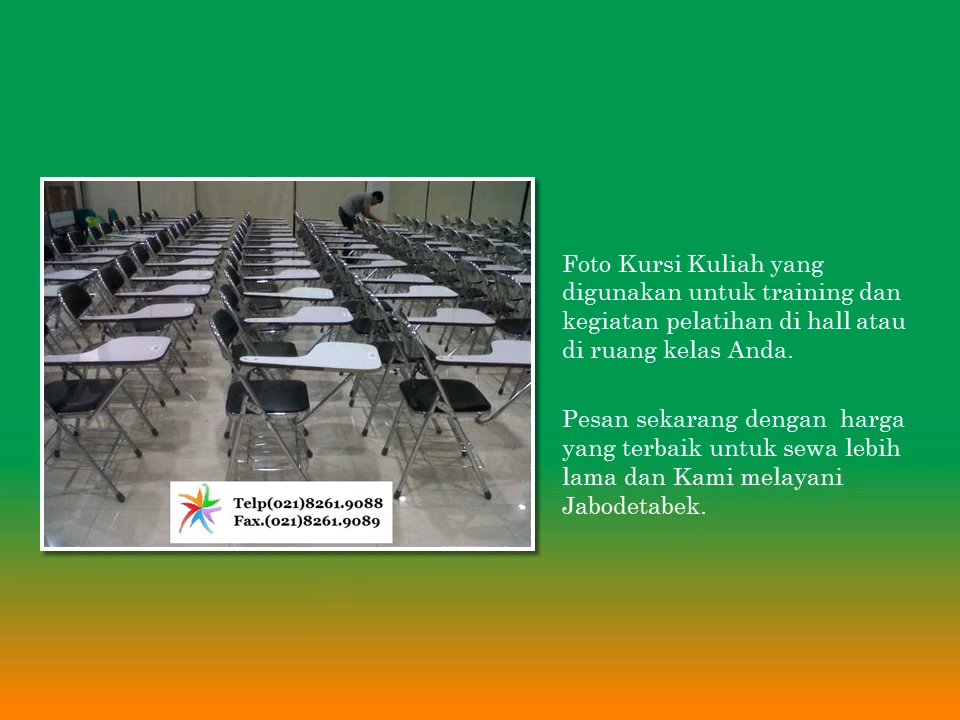 Foto Kursi Kuliah yang
digunakan untuk training dan
kegiatan pelatihan di hall atau
di ruang kelas Anda.
Pesan sekarang dengan  harga
yang terbaik untuk sewa lebih
lama dan Kami melayani
Jabodetabek.
Telp(021)8261.9088
Fax.(021)8261.9089